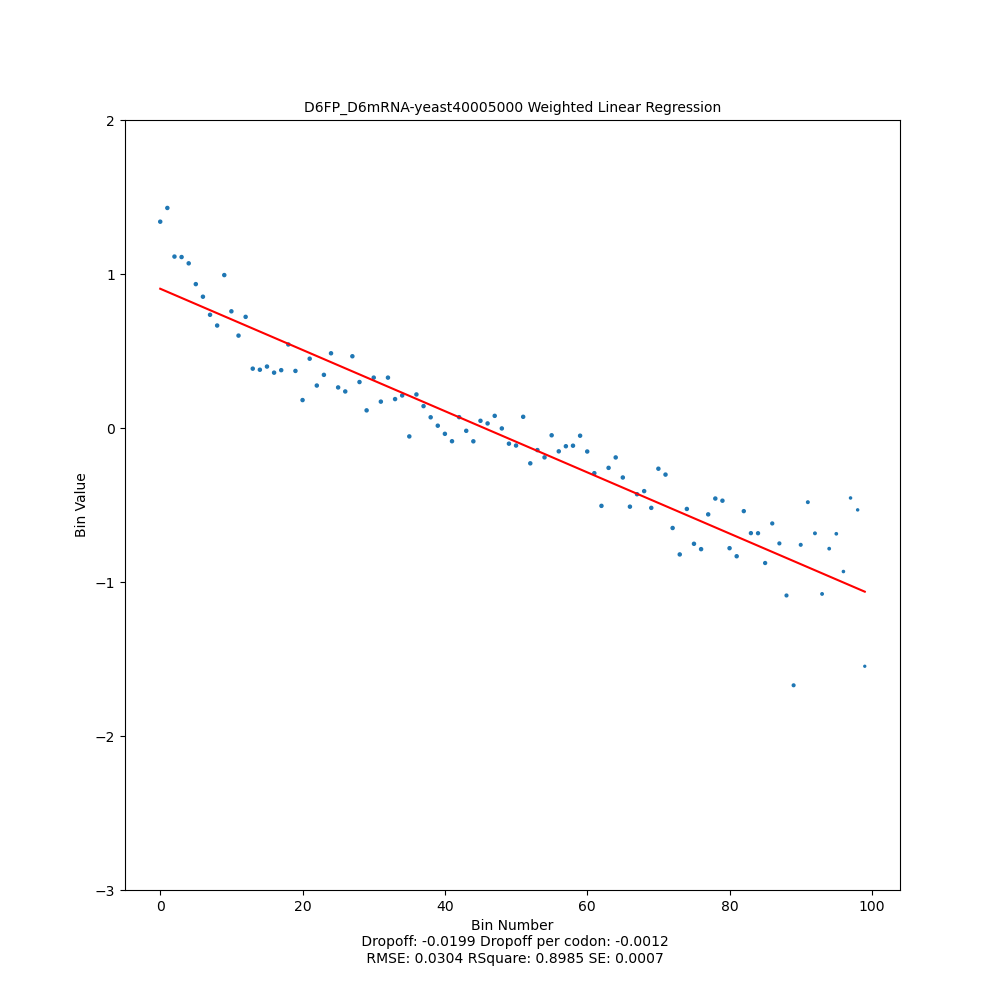 D6FP_D6mRNA-yeast40005000 Weighted Linear Regression
2
1
0
−1
−2
−3
Bin Value
0 20 40 60 80 100
Bin Number
Dropoff: -0.0199 Dropoff per codon: -0.0012
RMSE: 0.0304 RSquare: 0.8985 SE: 0.0007